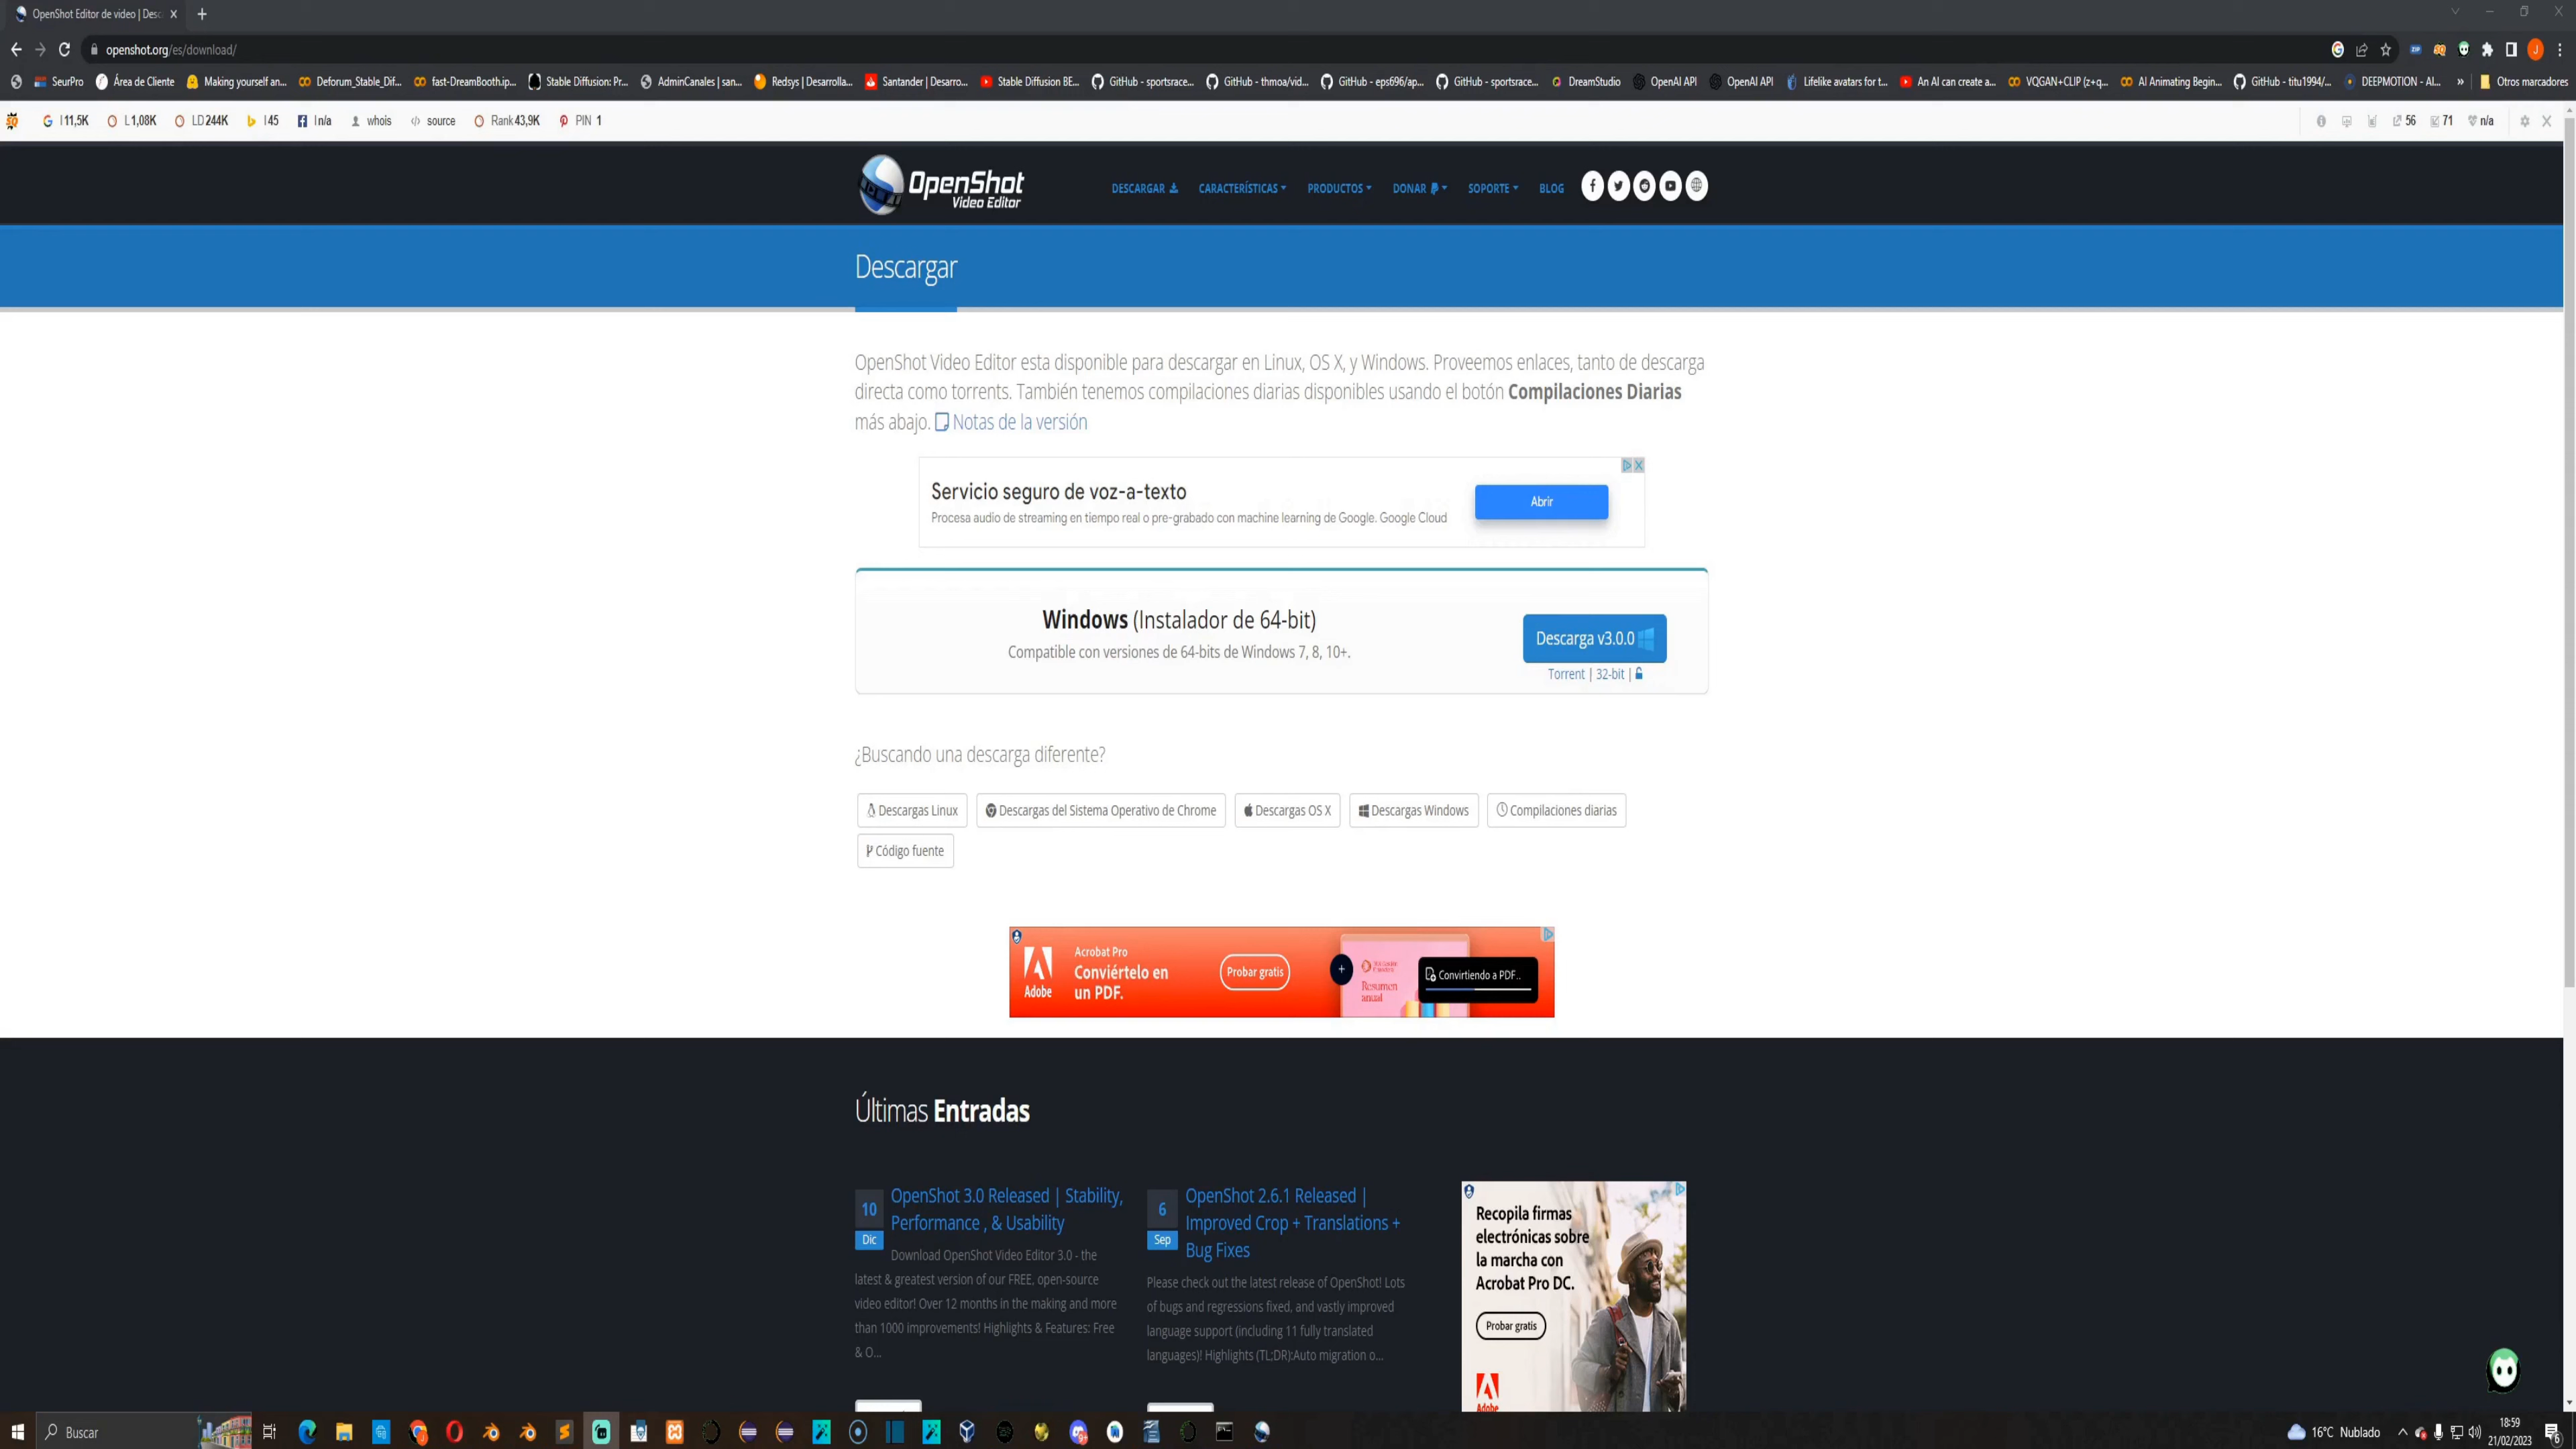 OpenShot Editor de video | Desc
openshot.org/es/download/
SeurPro
Área de Cliente
Making yourself an...
Deforum_Stable_Dif...
fast-DreamBooth.ip...
Stable Diffusion: Pr...
AdminCanales | san...
Redsys | Desarrolla...
Santander | Desarro...
Stable Diffusion BE...
GitHub - sportsrace...
GitHub - thmoa/vid...
GitHub - eps696/ap...
GitHub - sportsrace...
DreamStudio
OpenAI API
OpenAI API
Lifelike avatars for t...
An AI can create a...
VQGAN+CLIP (z+q...
AI Animating Begin...
GitHub - titu1994/...
DEEPMOTION - AI...
Otros marcadores
I 11,5K
L 1,08K
LD 244K
I 45
I n/a
whois
source
Rank 43,9K
PIN 1
56
71
n/a
OpenShot
Video Editor
DESCARGAR
CARACTERÍSTICAS
PRODUCTOS
DONAR
SOPORTE
BLOG
Descargar
OpenShot Video Editor esta disponible para descargar en Linux, OS X, y Windows. Proveemos enlaces, tanto de descarga
directa como torrents. También tenemos compilaciones diarias disponibles usando el botón Compilaciones Diarias
más abajo. Notas de la versión
Servicio seguro de voz-a-texto
Procesa audio de streaming en tiempo real o pre-grabado con machine learning de Google. Google Cloud
Abrir
Windows (Instalador de 64-bit)
Compatible con versiones de 64-bits de Windows 7, 8, 10+.
Descarga v3.0.0
Torrent | 32-bit |
¿Buscando una descarga diferente?
Descargas Linux
Descargas del Sistema Operativo de Chrome
Descargas OS X
Descargas Windows
Compilaciones diarias
Código fuente
Adobe
Acrobat Pro
Conviértelo en
un PDF.
Probar gratis
Resumen
anual
Convirtiendo a PDF..
Últimas Entradas
10
Dic
OpenShot 3.0 Released | Stability,
Performance , & Usability
Download OpenShot Video Editor 3.0 - the
latest & greatest version of our FREE, open-source
video editor! Over 12 months in the making and more
than 1000 improvements! Highlights & Features: Free
& O...
6
Sep
OpenShot 2.6.1 Released |
Improved Crop + Translations +
Bug Fixes
Please check out the latest release of OpenShot! Lots
of bugs and regressions fixed, and vastly improved
language support (including 11 fully translated
languages)! Highlights (TL;DR):Auto migration o...
Recopila firmas
electrónicas sobre
la marcha con
Acrobat Pro DC.
Probar gratis
Adobe
Buscar
16°C Nublado
18:59
21/02/2023